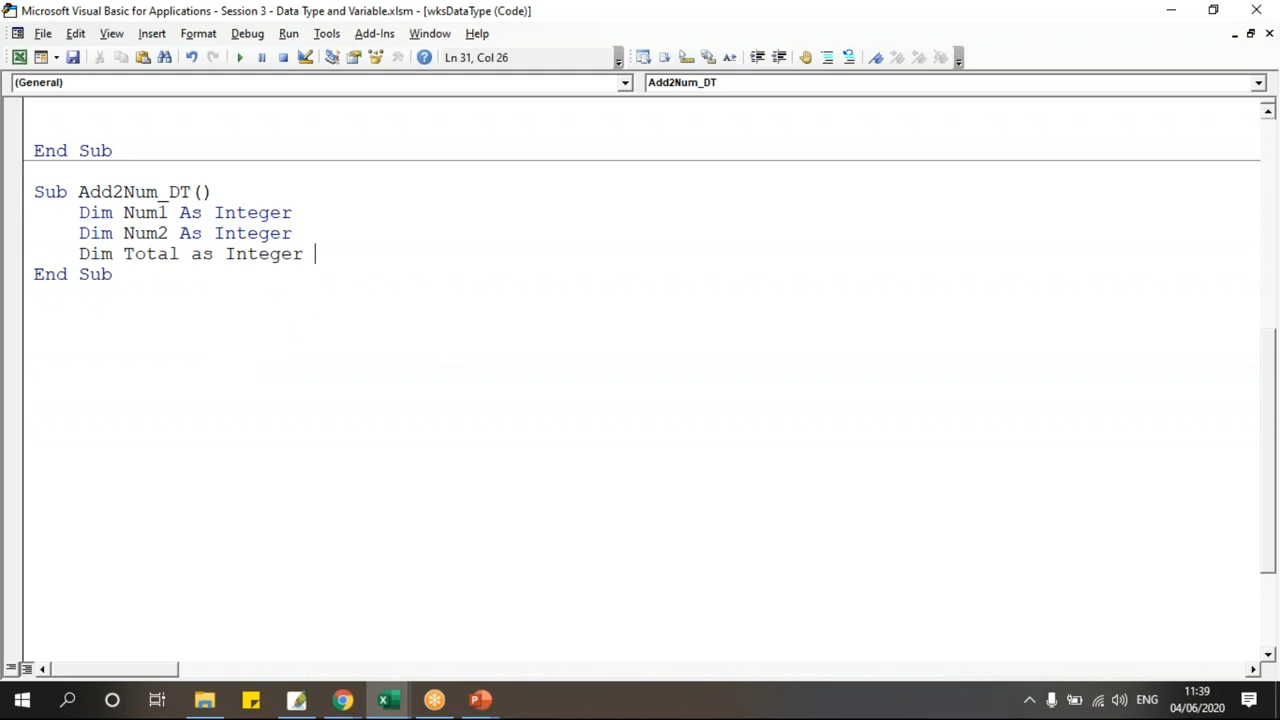 Microsoft Visual Basic for Applications - Session 3 - Data Type and Variable.xlsm - [wksDataType (Code)]
File Edit View Insert Format Debug Run Tools Add-Ins Window Help
Ln 31, Col 26
(General) Add2Num_DT
End Sub
Sub Add2Num_DT()
Dim Num1 As Integer
Dim Num2 As Integer
Dim Total as Integer
End Sub
ENG
11:39
04/06/2020